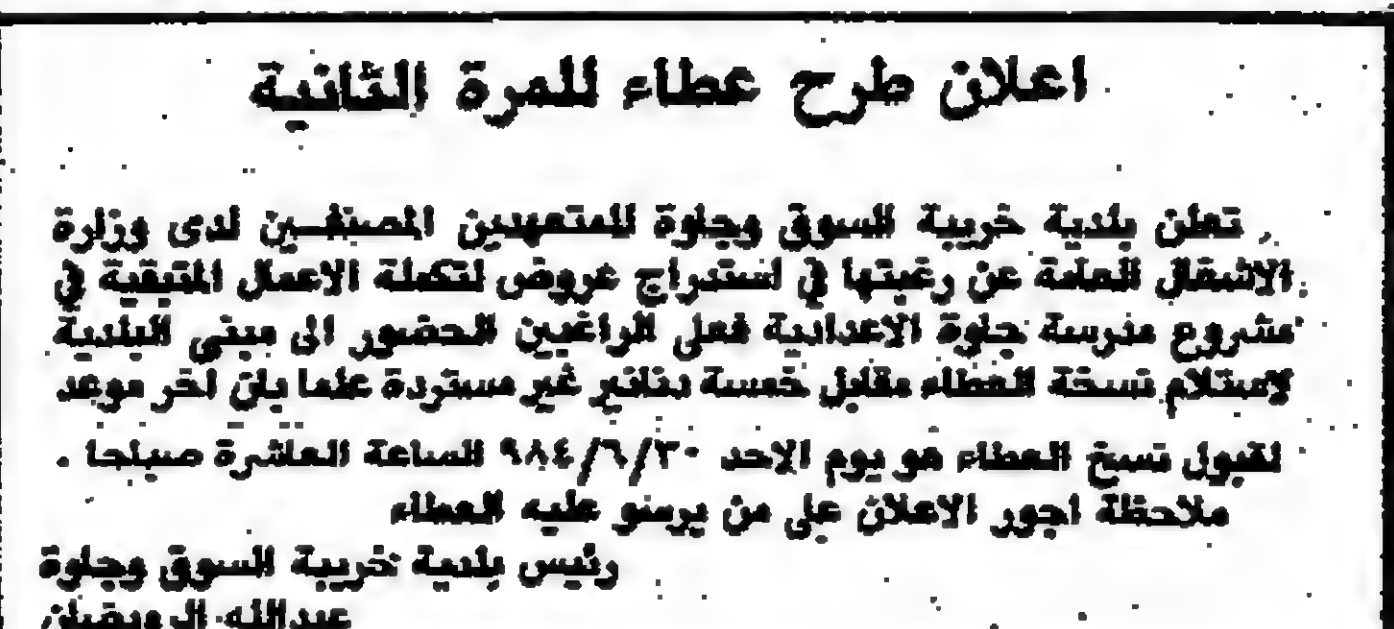 اعلان طرح عطاء للمرة الثانية
تعلن بلدية خريبة السوق وجاوة للمتعهدين المصنفين لدى وزارة
الاشغال العامة عن رغبتها في استدراج عروض لتكملة الاعمال المتبقية في
مشروع مدرسة جاوة الاعدادية فعلى الراغبين الحضور الى مبنى البلدية
لاستلام نسخة العطاء مقابل خمسة دنانير غير مستردة علما بان اخر موعد
لقبول نسخ العطاء هو يوم الاحد ٩٨٤/٦/٣٠ الساعة العاشرة صباحا .
ملاحظة اجور الاعلان على من يرسو عليه العطاء
رئيس بلدية خريبة السوق وجاوة
عبدالله